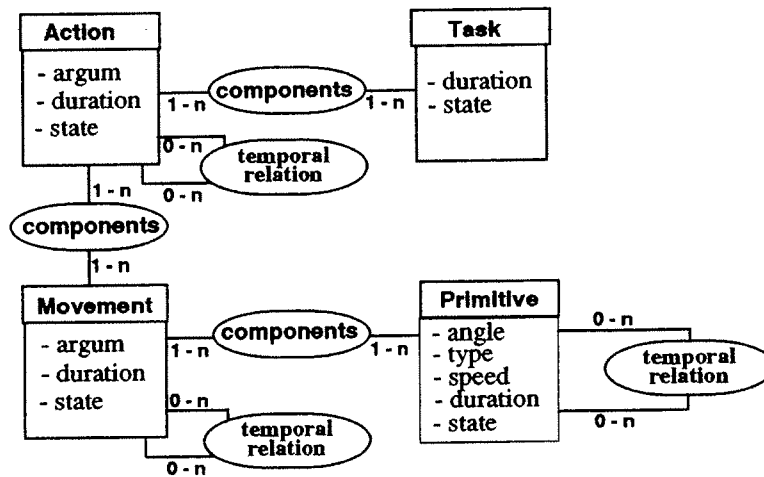 Action
- argum
- duration
- state
components
1 - n
1 - n
Task
- duration
- state
0 - n
temporal
relation
0 - n
1 - n
components
1 - n
Movement
- argum
- duration
- state
components
1 - n
1 - n
0 - n
temporal
relation
0 - n
Primitive
- angle
- type
- speed
- duration
- state
0 - n
temporal
relation
0 - n